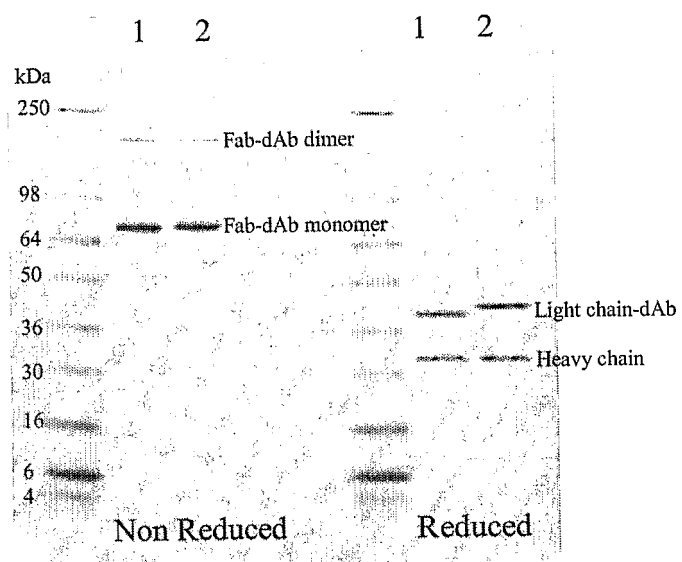 1 2 1 2
kDa
250
Fab-dAb dimer
98
Fab-dAb monomer
64
50
Light chain-dAb
36
Heavy chain
30
16
6
4
Non Reduced Reduced